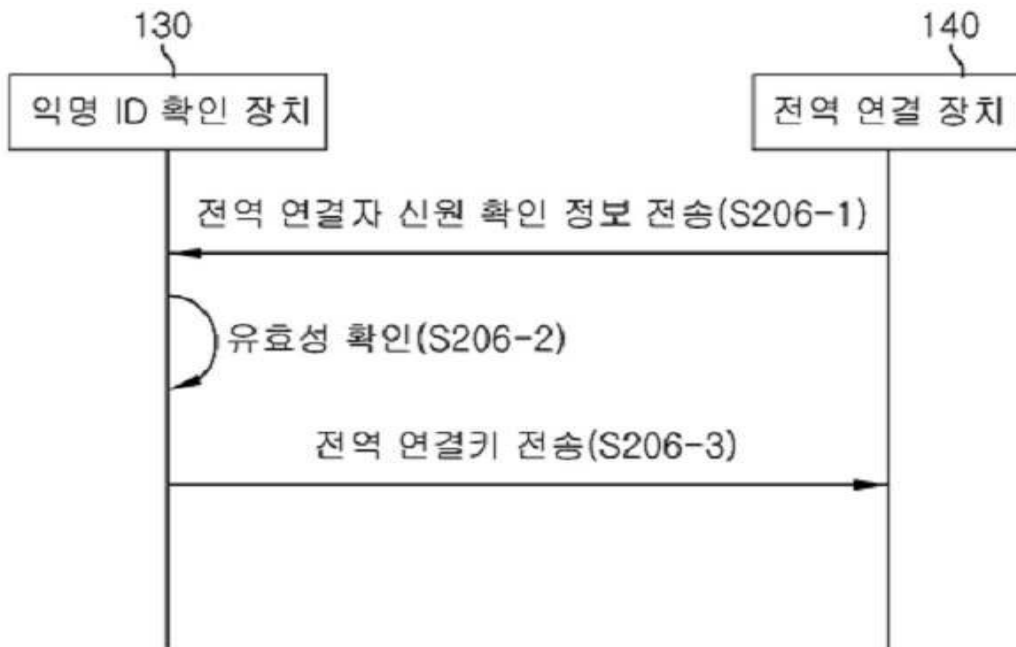 130
140
익명 ID 확인 장치
전역 연결 장치
전역 연결자 신원 확인 정보 전송(S206-1)
유효성 확인(S206-2)
전역 연결키 전송(S206-3)